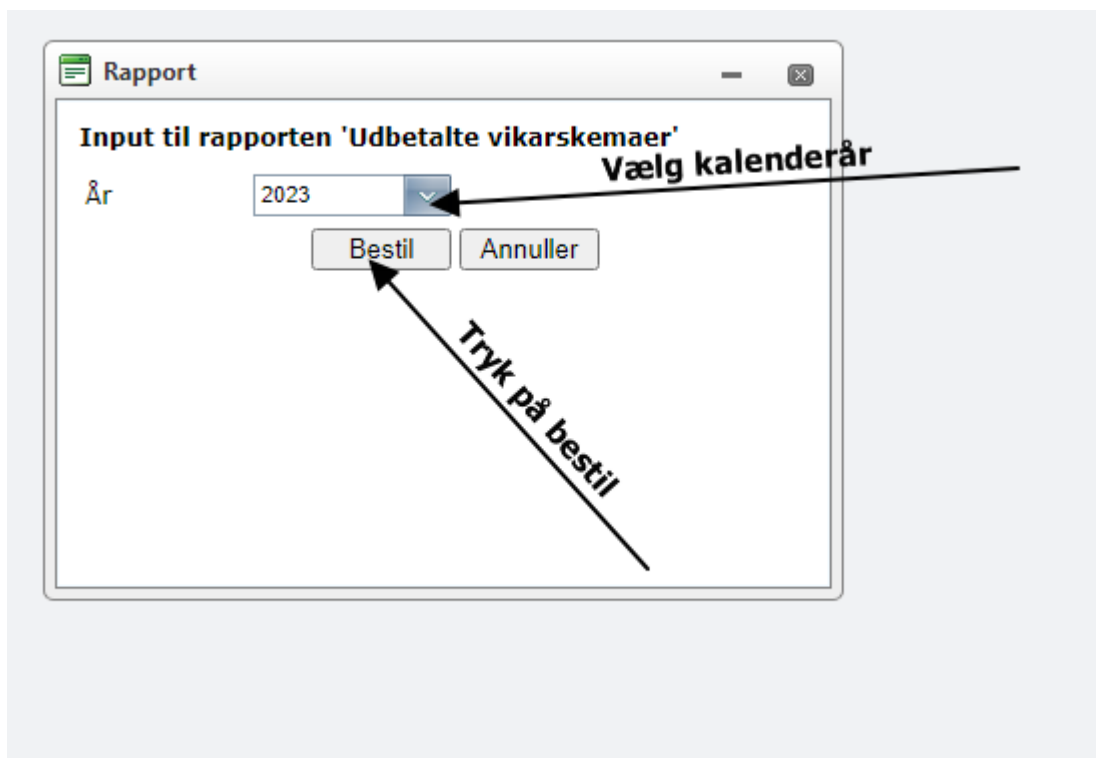 Rapport
Input til rapporten 'Udbetalte vikarskemaer'
Vælg kalenderår
År 2023
Bestil Annuller
Tryk på bestil